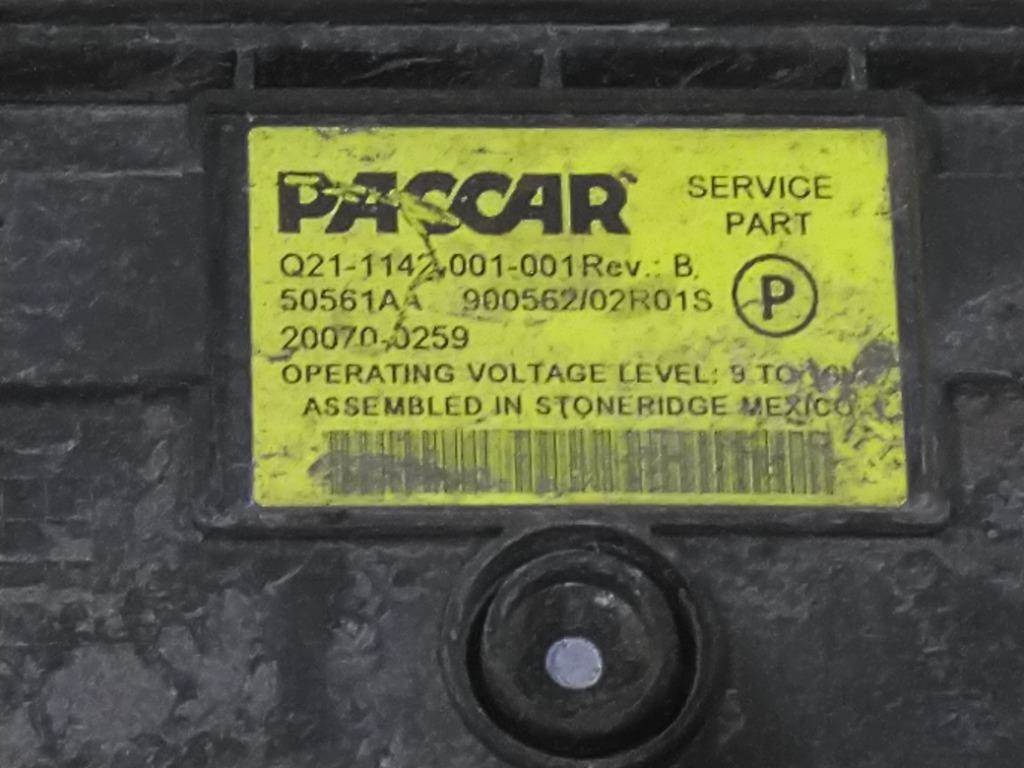 PACCAR
SERVICE
PART
Q21-1142-001-001 Rev.: B
50561AA 900562/02R01S
P
20070-0259
OPERATING VOLTAGE LEVEL: 9 TO
ASSEMBLED IN STONERIDGE MEXICO